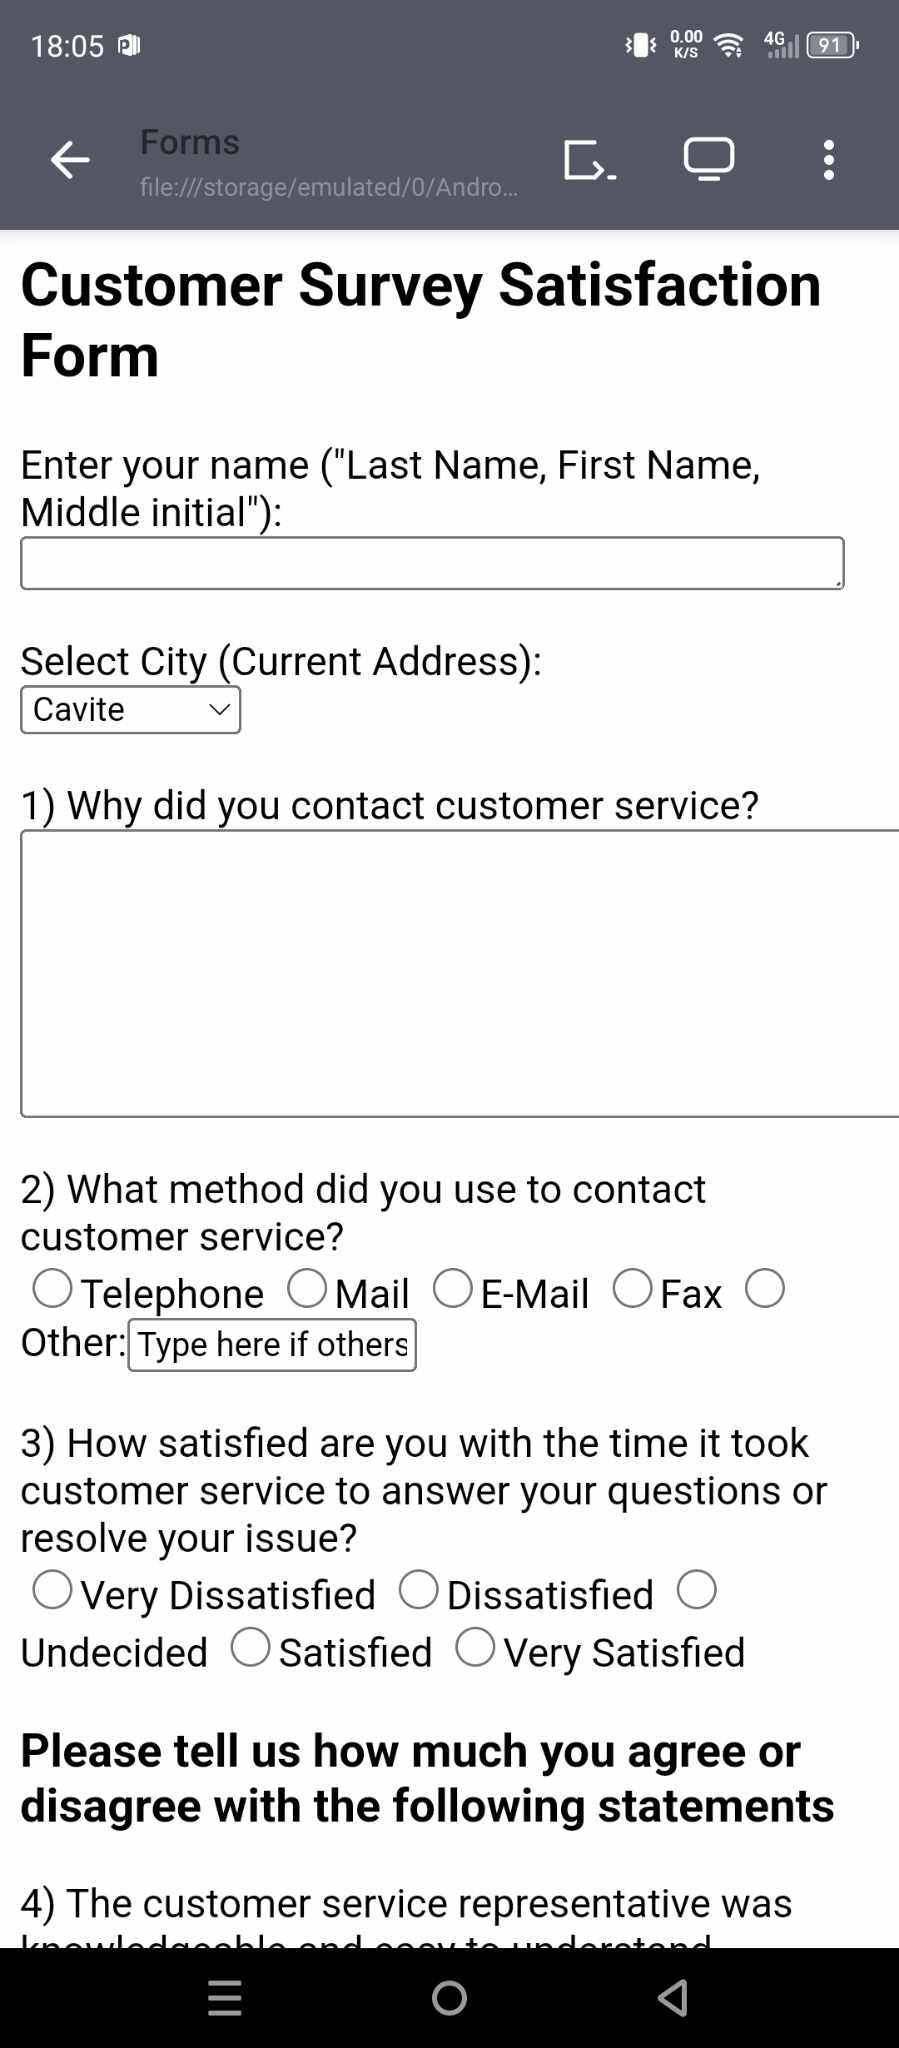 18:05
0.00
K/S
4G
91
Forms
file:///storage/emulated/0/Andro...
Customer Survey Satisfaction
Form
Enter your name ("Last Name, First Name,
Middle initial"):
Select City (Current Address):
Cavite
1) Why did you contact customer service?
2) What method did you use to contact
customer service?
Telephone Mail E-Mail Fax
Other: Type here if others
3) How satisfied are you with the time it took
customer service to answer your questions or
resolve your issue?
Very Dissatisfied Dissatisfied
Undecided Satisfied Very Satisfied
Please tell us how much you agree or
disagree with the following statements
4) The customer service representative was
knowledgeable and easy to understand